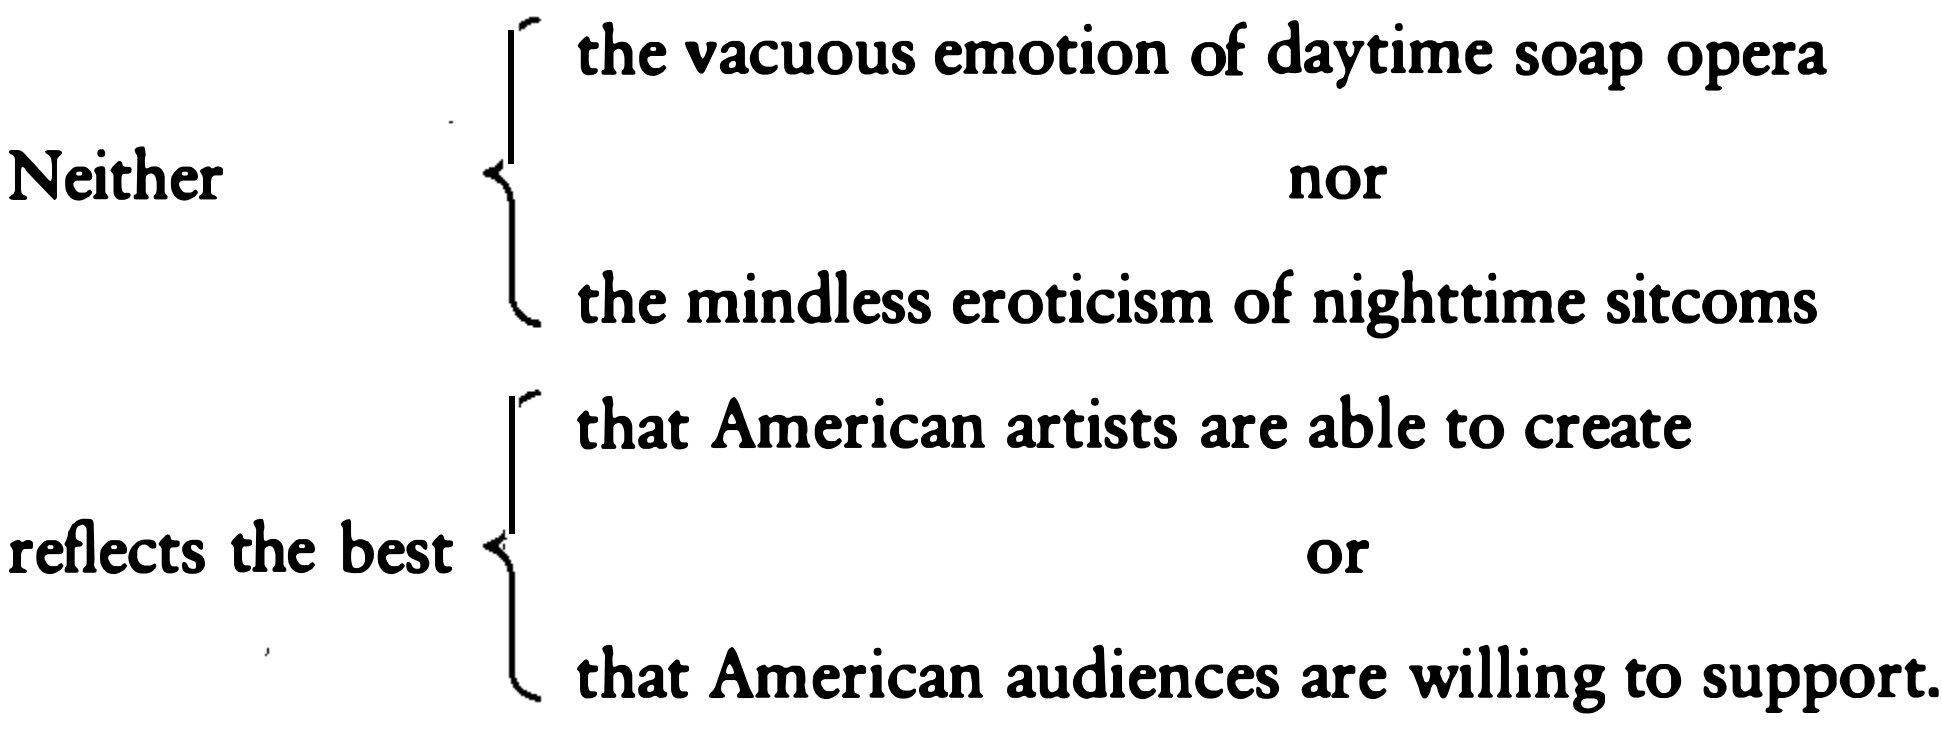 the vacuous emotion of daytime soap opera
Neither nor
the mindless eroticism of nighttime sitcoms
that American artists are able to create
reflects the best or
that American audiences are willing to support.